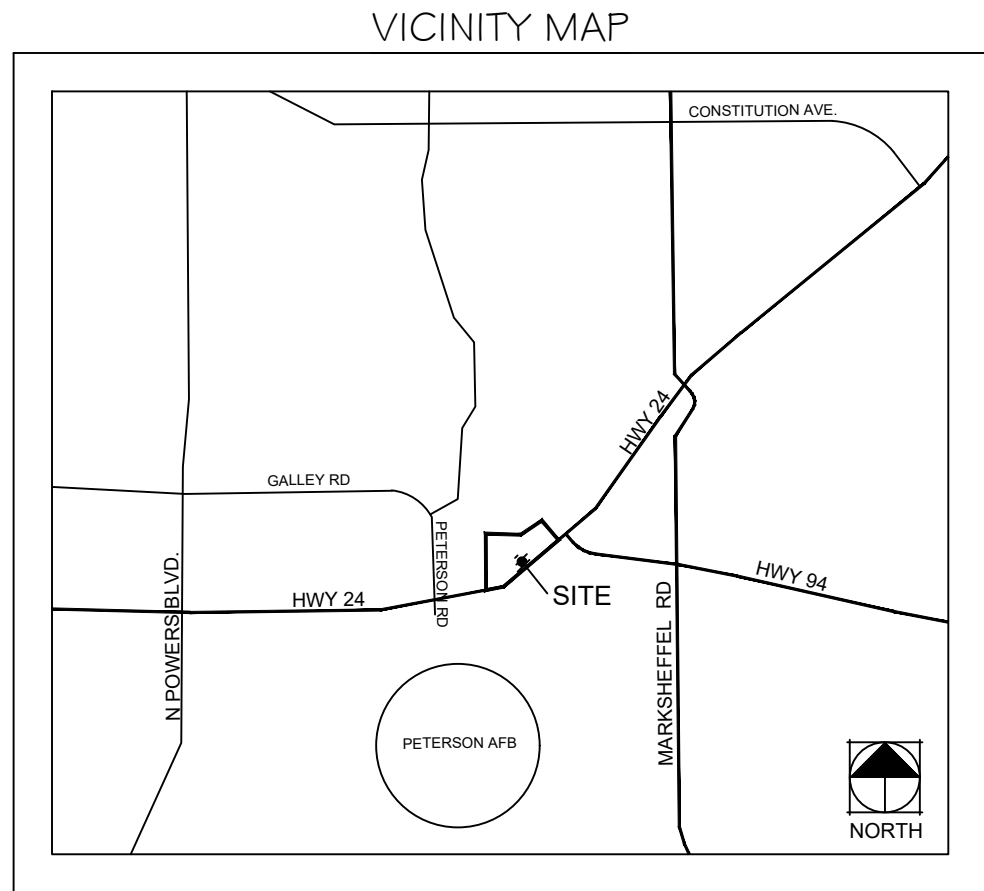 VICINITY MAP
CONSTITUTION AVE.
HWY 24
GALLEY RD
PETERSON RD
N POWERS BLVD.
HWY 24
SITE
HWY 94
MARKSHEFFEL RD
PETERSON AFB
NORTH